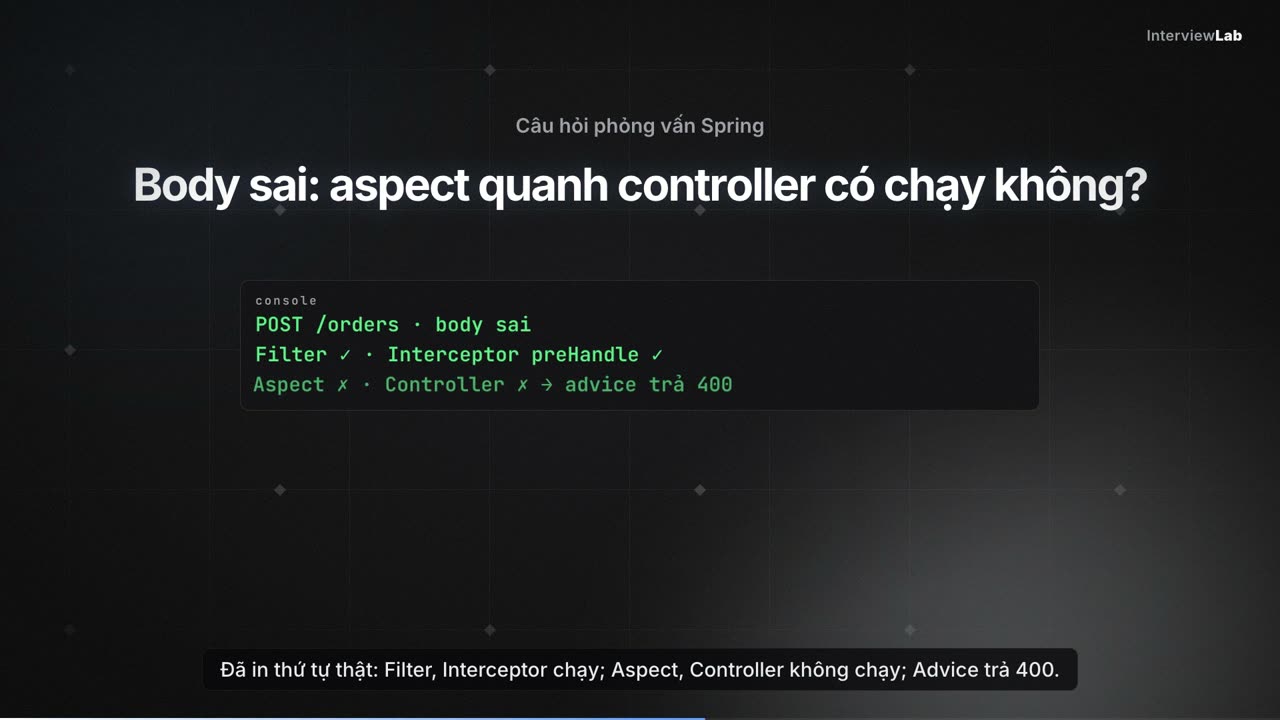 InterviewLab
Câu hỏi phỏng vấn Spring
Body sai: aspect quanh controller có chạy không?
console
POST /orders · body sai
Filter ✓ · Interceptor preHandle ✓
Aspect ✗ · Controller ✗ → advice trả 400
Đã in thứ tự thật: Filter, Interceptor chạy; Aspect, Controller không chạy; Advice trả 400.